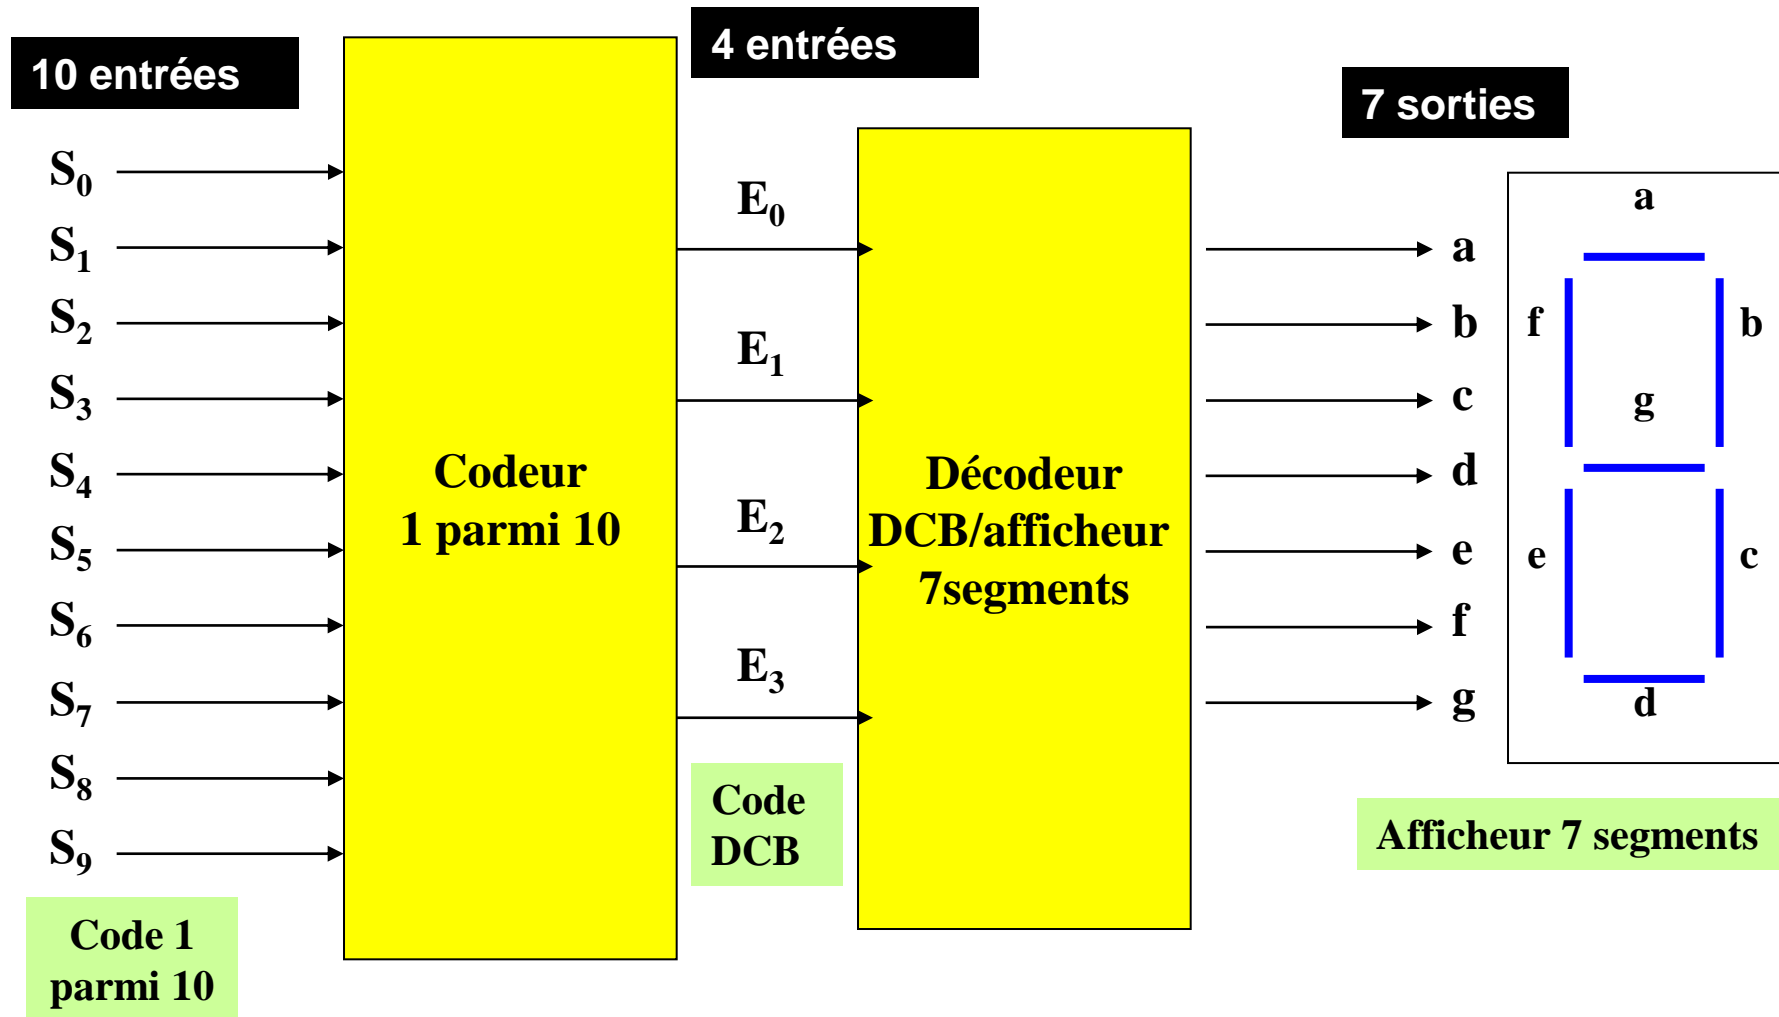 10 entrées
4 entrées
7 sorties
S0
S1
S2
S3
S4
S5
S6
S7
S8
S9
Code 1
parmi 10
Codeur
1 parmi 10
E0
E1
E2
E3
Code
DCB
Décodeur
DCB/afficheur
7segments
a
b
c
d
e
f
g
a
f
b
g
e
c
d
Afficheur 7 segments